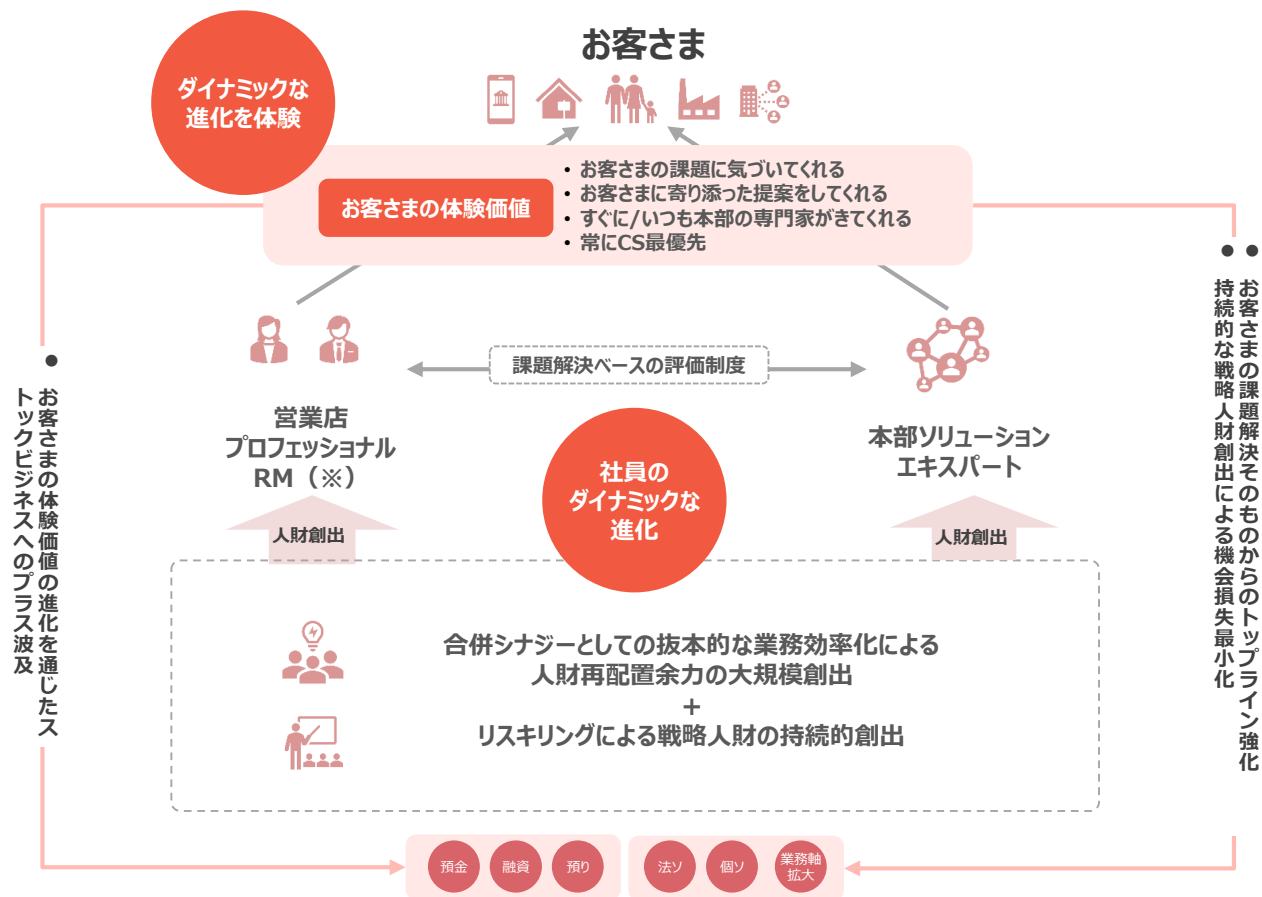 お客さま
ダイナミックな
進化を体験
お客さまの体験価値
• お客さまの課題に気づいてくれる
• お客さまに寄り添った提案をしてくれる
• すぐに/いつも本部の専門家がきてくれる
• 常にCS最優先
課題解決ベースの評価制度
営業店
プロフェッショナル
RM（※）
本部ソリューション
エキスパート
社員の
ダイナミックな
進化
人財創出
人財創出
合併シナジーとしての抜本的な業務効率化による
人財再配置余力の大規模創出
+
リスキリングによる戦略人財の持続的創出
● お客さまの体験価値の進化を通じたス
トックビジネスへのプラス波及
● お客さまの課題解決そのものからのトップライン強化
● 持続的な戦略人財創出による機会損失最小化
預金
融資
預り
法ソ
個ソ
業務軸
拡大